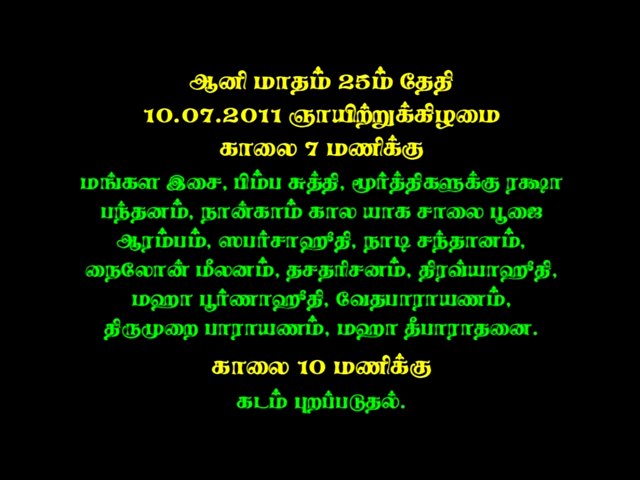 ஆனி மாதம் 25ம் தேதி
10.07.2011 ஞாயிற்றுக்கிழமை
காலை 7 மணிக்கு
மங்கள இசை, பிம்ப சுத்தி, மூர்த்திகளுக்கு ரக்ஷா
பந்தனம், நான்காம் கால யாக சாலை பூஜை
ஆரம்பம், ஸபர்சாஹீதி, நாடி சந்தானம்,
நைலோன் மீலனம், தசதரிசனம், திரவ்யாஹீதி,
மஹா பூர்ணாஹீதி, வேதபாராயணம்,
திருமுறை பாராயணம், மஹா தீபாராதனை.
காலை 10 மணிக்கு
கடம் புறப்படுதல்.